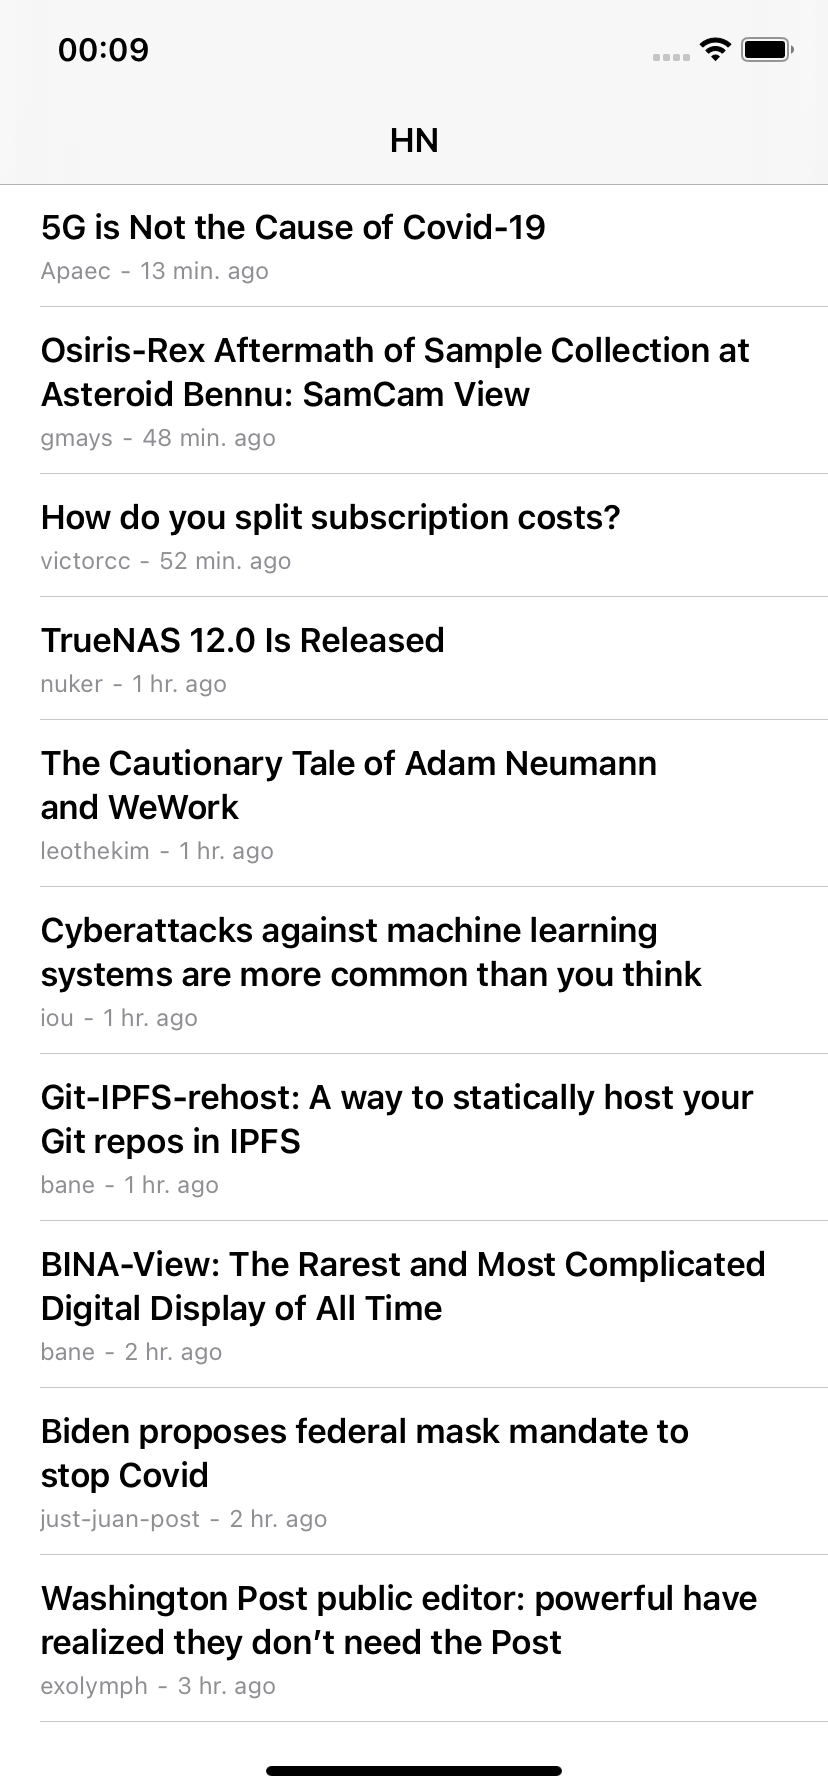 00:09
HN
5G is Not the Cause of Covid-19
Apaec - 13 min. ago
Osiris-Rex Aftermath of Sample Collection at
Asteroid Bennu: SamCam View
gmays - 48 min. ago
How do you split subscription costs?
victorcc - 52 min. ago
TrueNAS 12.0 Is Released
nuker - 1 hr. ago
The Cautionary Tale of Adam Neumann
and WeWork
leothekim - 1 hr. ago
Cyberattacks against machine learning
systems are more common than you think
iou - 1 hr. ago
Git-IPFS-rehost: A way to statically host your
Git repos in IPFS
bane - 1 hr. ago
BINA-View: The Rarest and Most Complicated
Digital Display of All Time
bane - 2 hr. ago
Biden proposes federal mask mandate to
stop Covid
just-juan-post - 2 hr. ago
Washington Post public editor: powerful have
realized they don’t need the Post
exolymph - 3 hr. ago